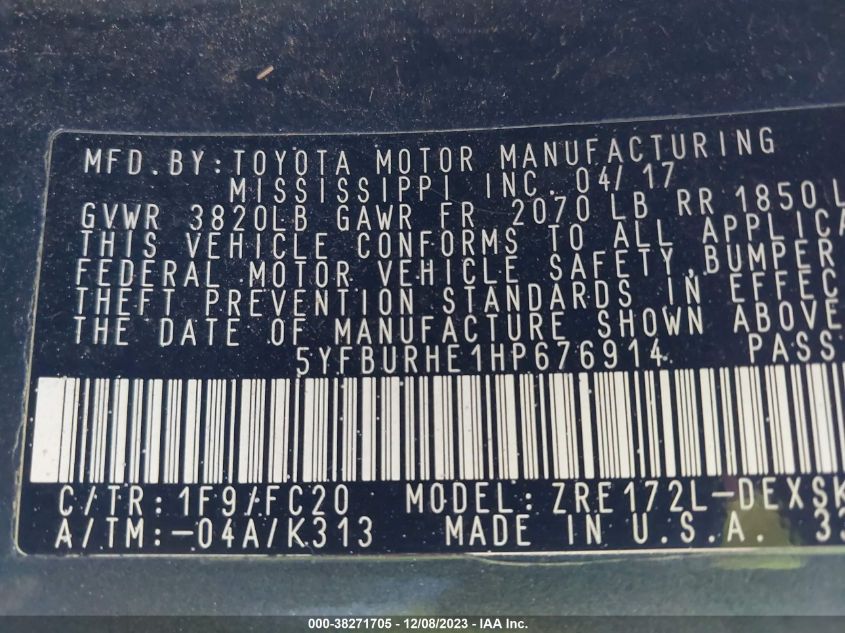 MFD.BY:TOYOTA MOTOR MANUFACTURING
MISSISSIPPI INC. 04/17
GVWR 3820LB GAWR FR 2070 LB RR 1850 L
THIS VEHICLE CONFORMS TO ALL APPLICA
FEDERAL MOTOR VEHICLE SAFETY,BUMPER
THEFT PREVENTION STANDARDS IN EFFEC
THE DATE OF MANUFACTURE SHOWN ABOVE
5YFBURHE1HP676914 PASS
C/TR:1F9/FC20 MODEL:ZRE172L-DEXSK
A/TM:-04A/K313 MADE IN U.S.A. 33
000-38271705 - 12/08/2023 - IAA Inc.